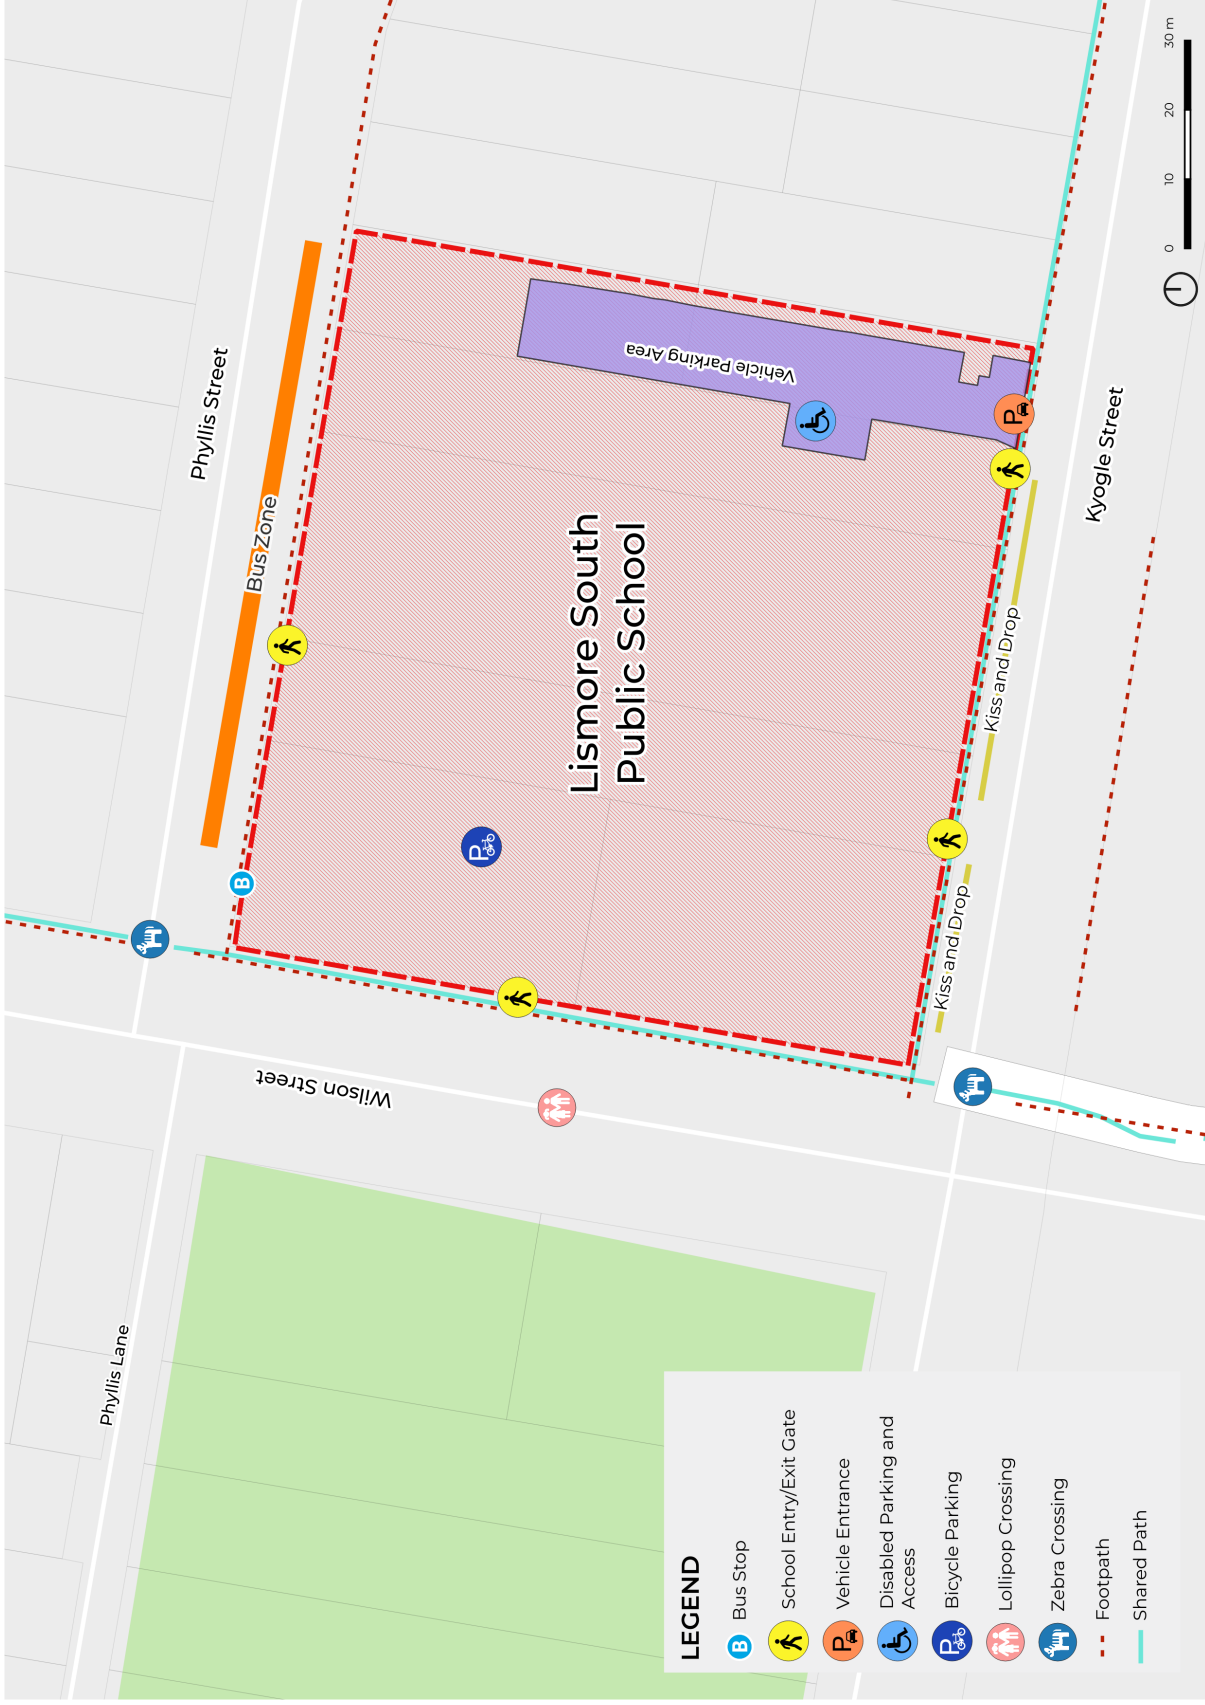 Phyllis Street
Bus Zone
Vehicle Parking Area
Lismore South
Public School
Kyogle Street
Kiss and Drop
Kiss and Drop
Wilson Street
Phyllis Lane
B
P
P
0
10
20
30 m
LEGEND
B Bus Stop
School Entry/Exit Gate
P Vehicle Entrance
Disabled Parking and
Access
P Bicycle Parking
Lollipop Crossing
Zebra Crossing
Footpath
Shared Path